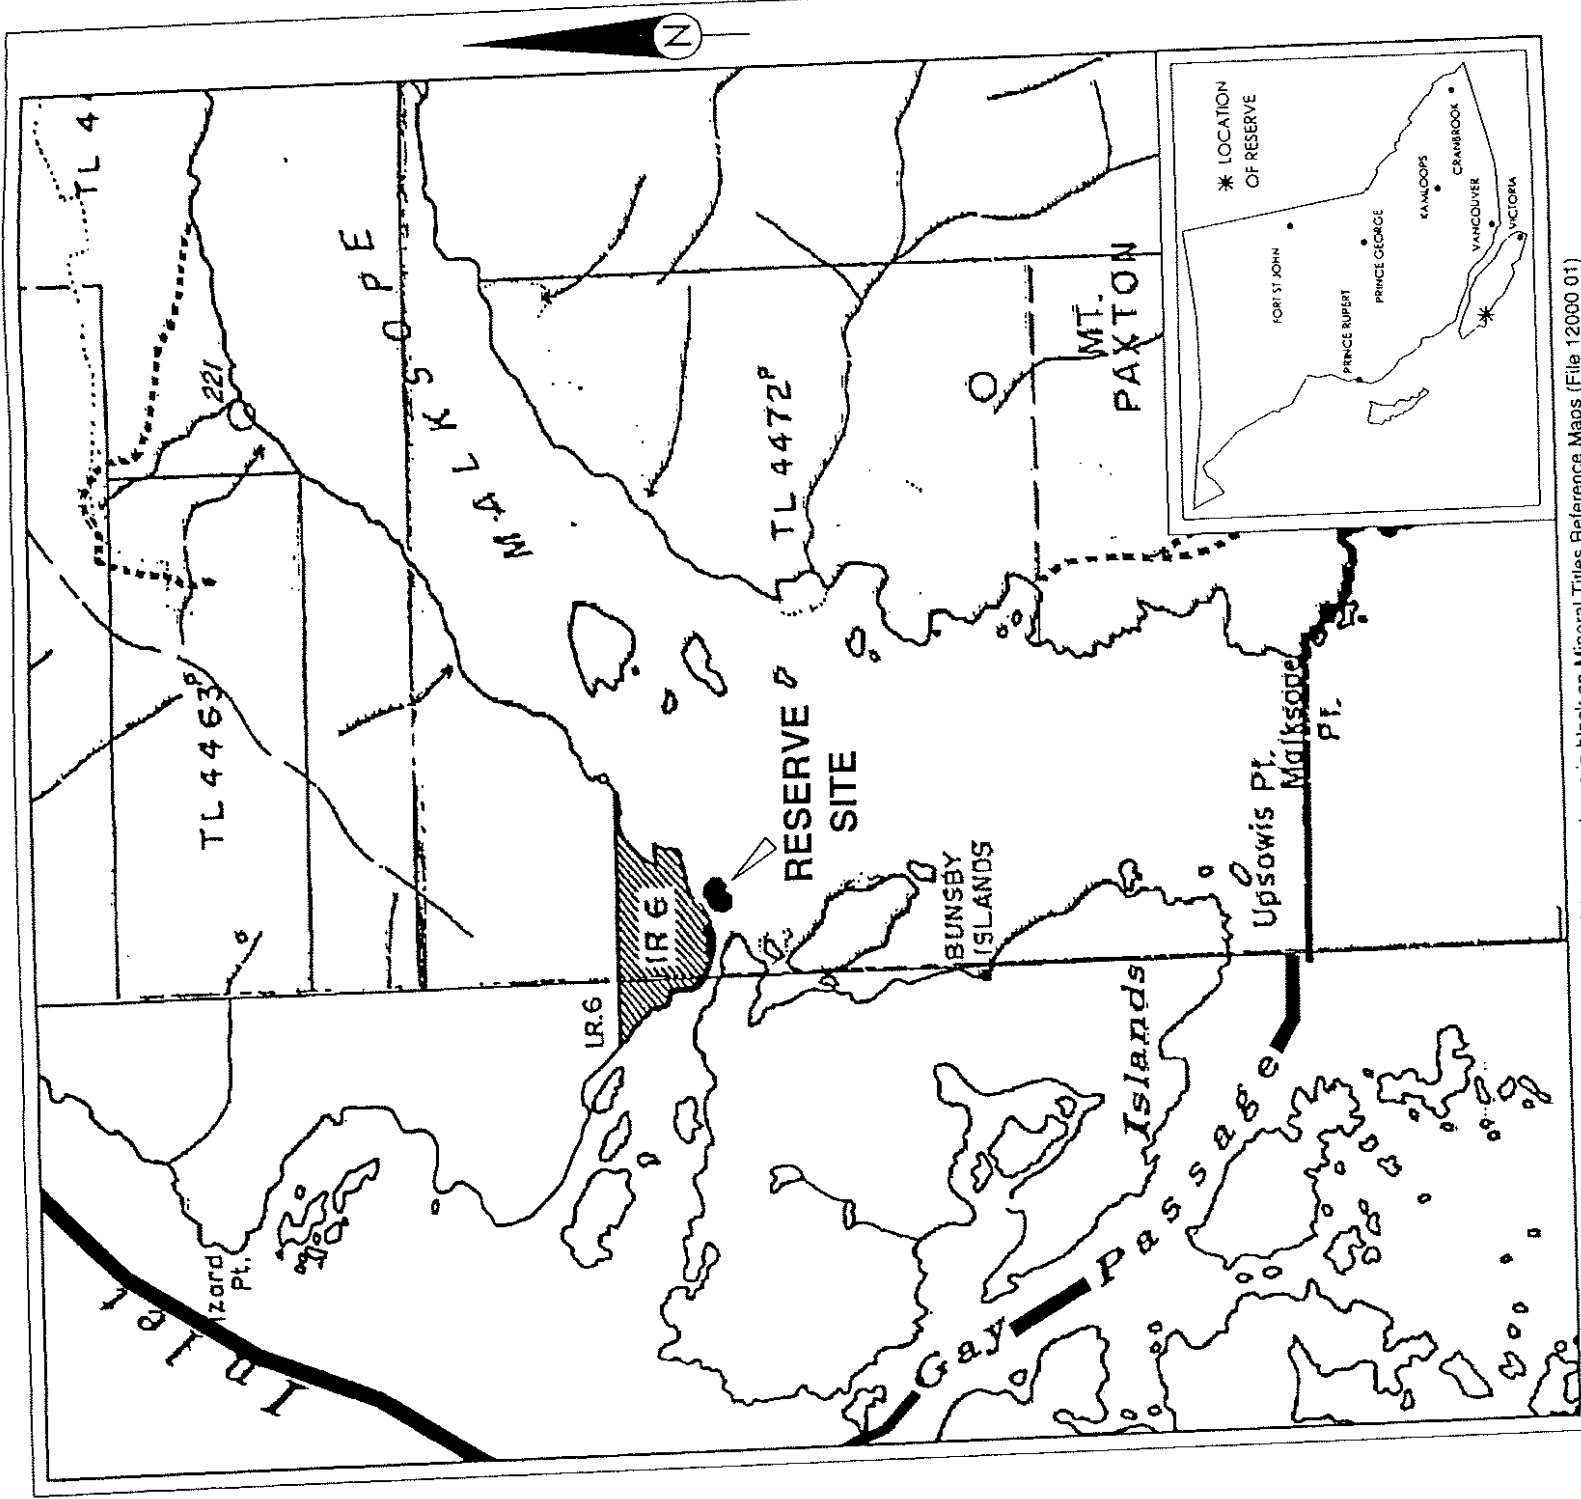 N
TL 4
221
TL 4463P
MALKSOPE
TL 4472P
MT.
PAXTON
I.R.6
IR 6
RESERVE
SITE
BUNSBY
ISLANDS
Islands
Upsowis Pt.
Malksope
Pt.
Izard
Pt.
Inlet
Gay Passage
✳ LOCATION
OF RESERVE
FORT ST JOHN
PRINCE RUPERT
PRINCE GEORGE
KAMLOOPS
CRANBROOK
VANCOUVER
VICTORIA
Mineral Titles Reference Maps (File 12000 01)